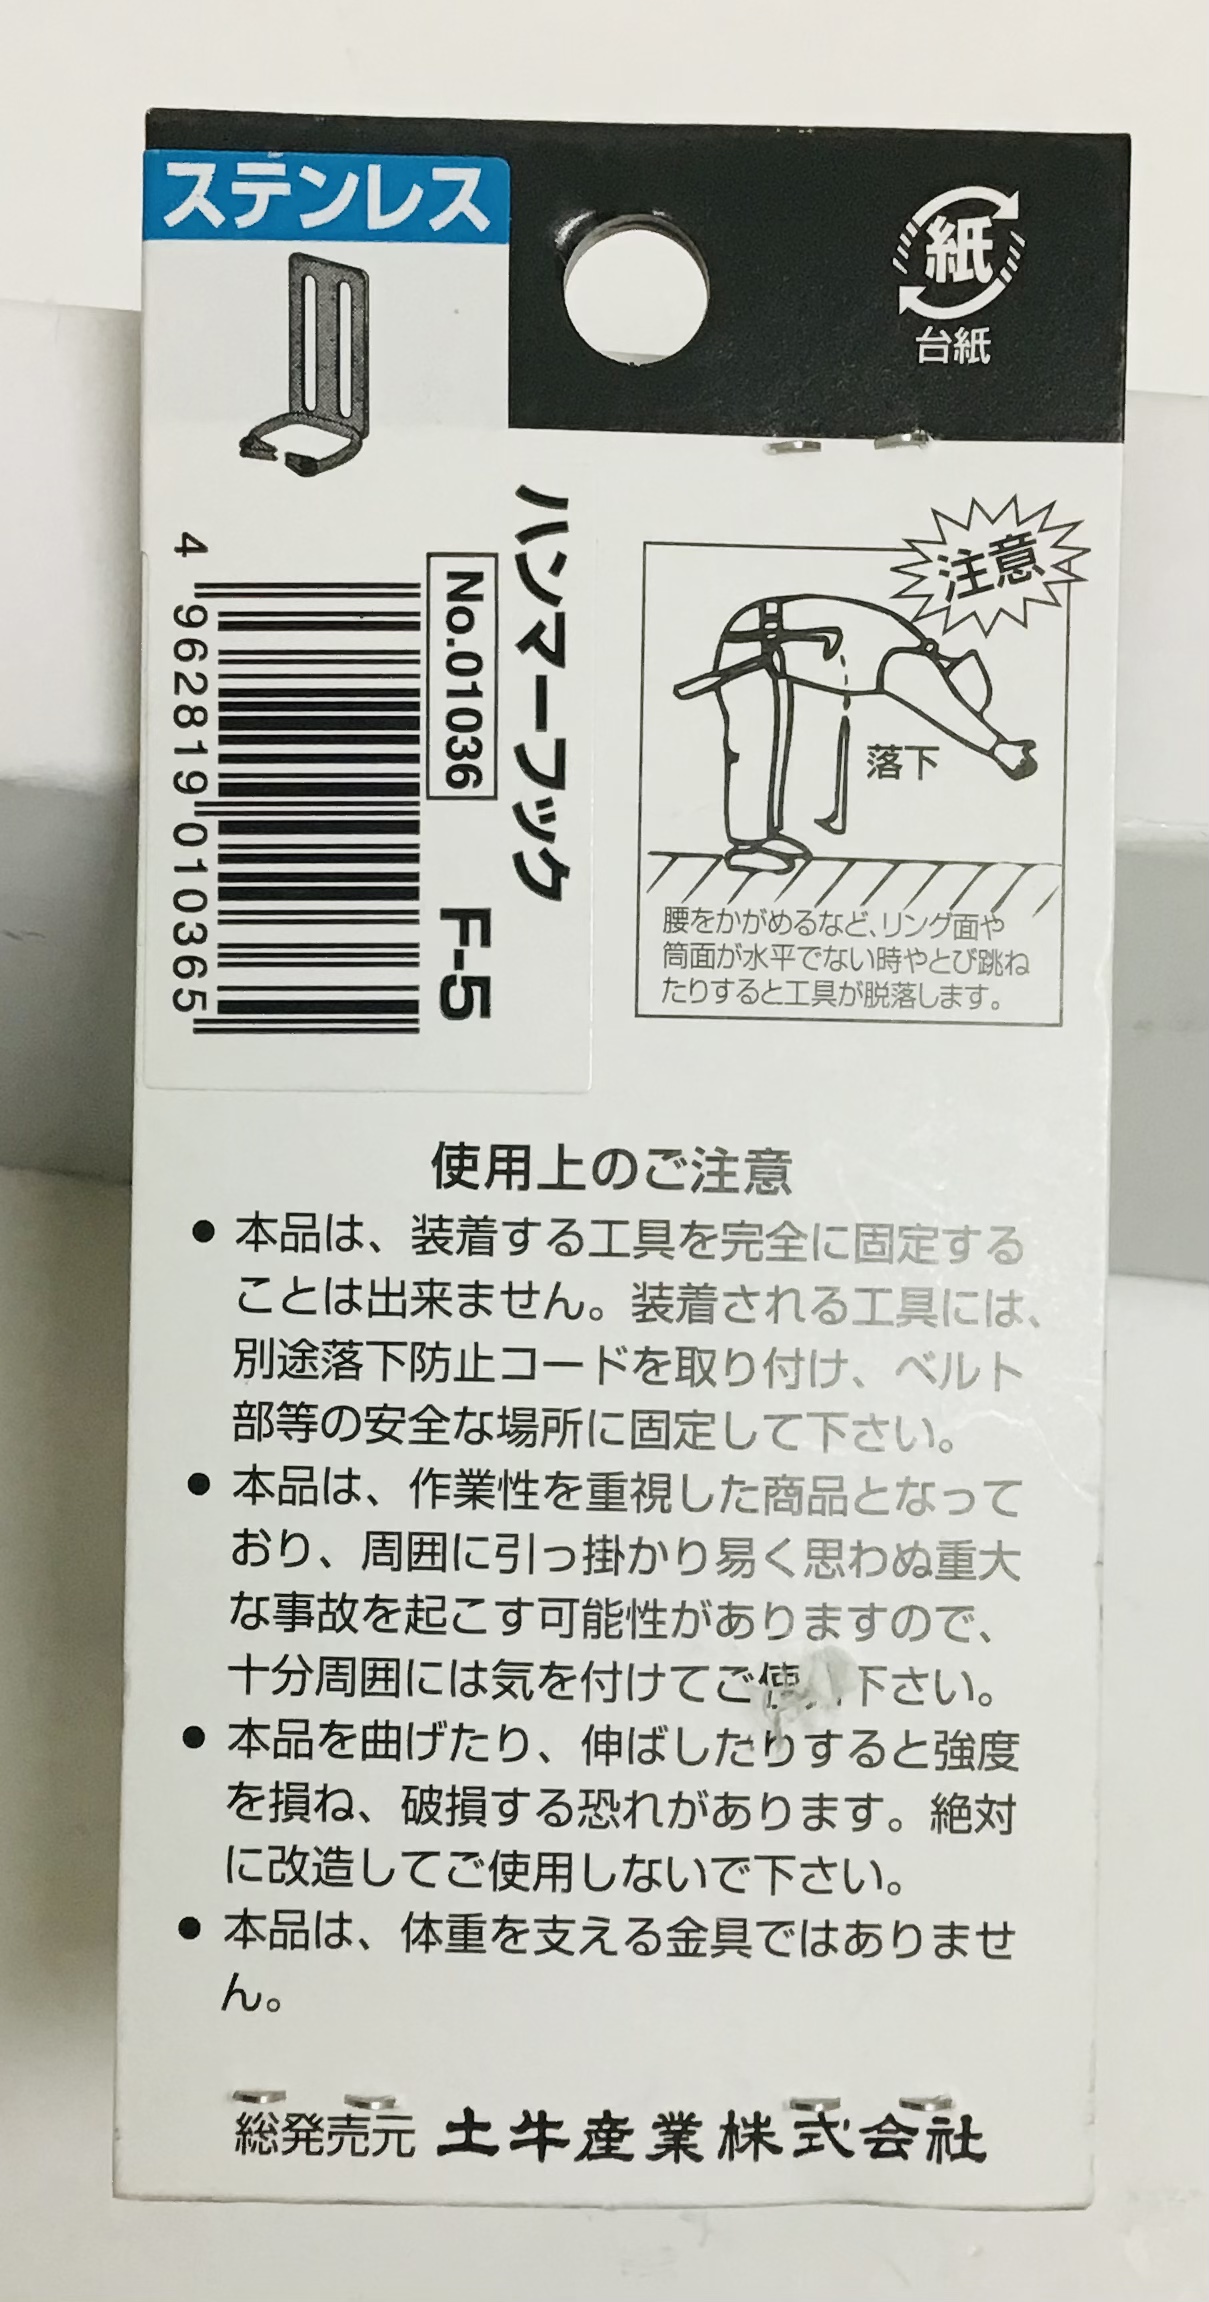 ステンレス
紙
台紙
ハンマーフック
No.01036
F-5
4 962819 010365
注意
落下
腰をかがめるなど、リング面や
筒面が水平でない時やとび跳ね
たりすると工具が脱落します。
使用上のご注意
● 本品は、装着する工具を完全に固定する
ことは出来ません。装着される工具には、
別途落下防止コードを取り付け、ベルト
部等の安全な場所に固定して下さい。
● 本品は、作業性を重視した商品となって
おり、周囲に引っ掛かり易く思わぬ重大
な事故を起こす可能性がありますので、
十分周囲には気を付けてご使 下さい。
● 本品を曲げたり、伸ばしたりすると強度
を損ね、破損する恐れがあります。絶対
に改造してご使用しないで下さい。
● 本品は、体重を支える金具ではありませ
ん。
総発売元 土牛産業株式会社